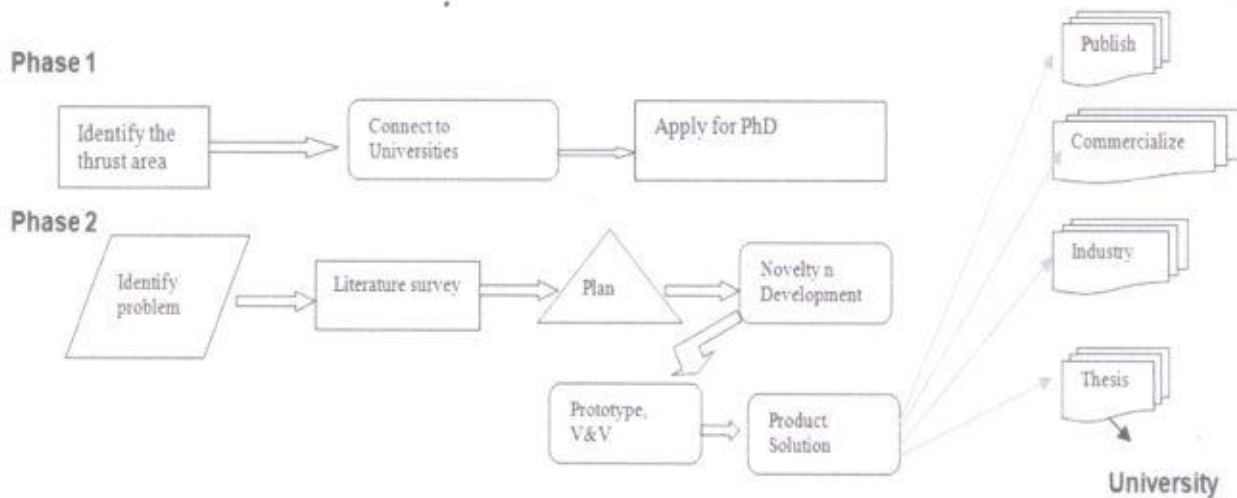 Phase 1
Identify the
thrust area
Connect to
Universities
Apply for PhD
Phase 2
Identify
problem
Literature survey
Plan
Novelty n
Development
Prototype,
V&V
Product
Solution
Publish
Commercialize
Industry
Thesis
University